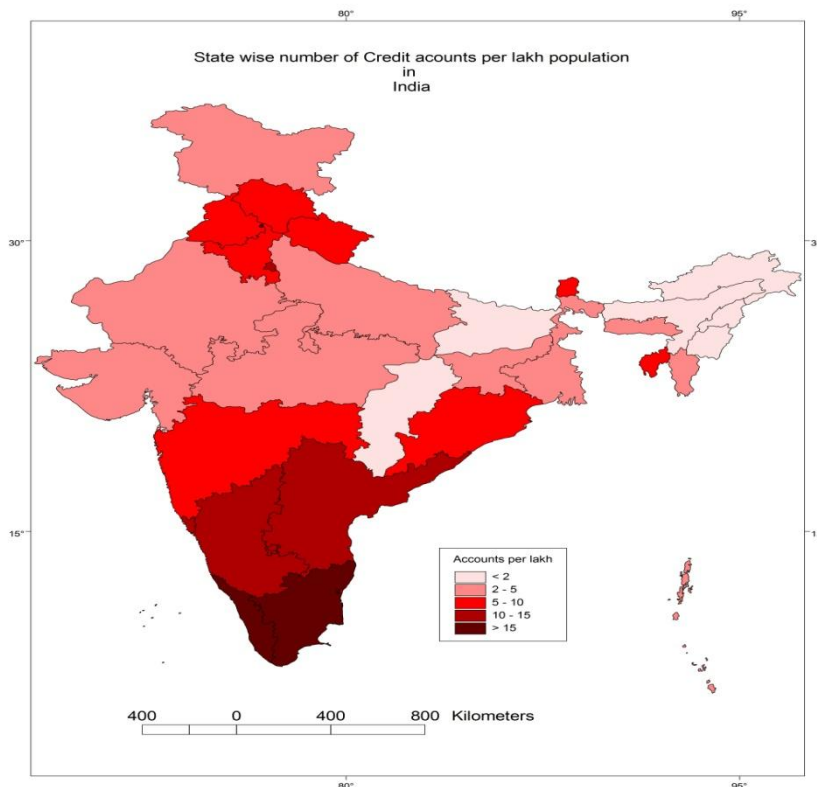 80°
95°
State wise number of Credit acounts per lakh population
in
India
30°
3
15°
1
Accounts per lakh
< 2
2 - 5
5 - 10
10 - 15
> 15
400 0 400 800 Kilometers
80°
95°